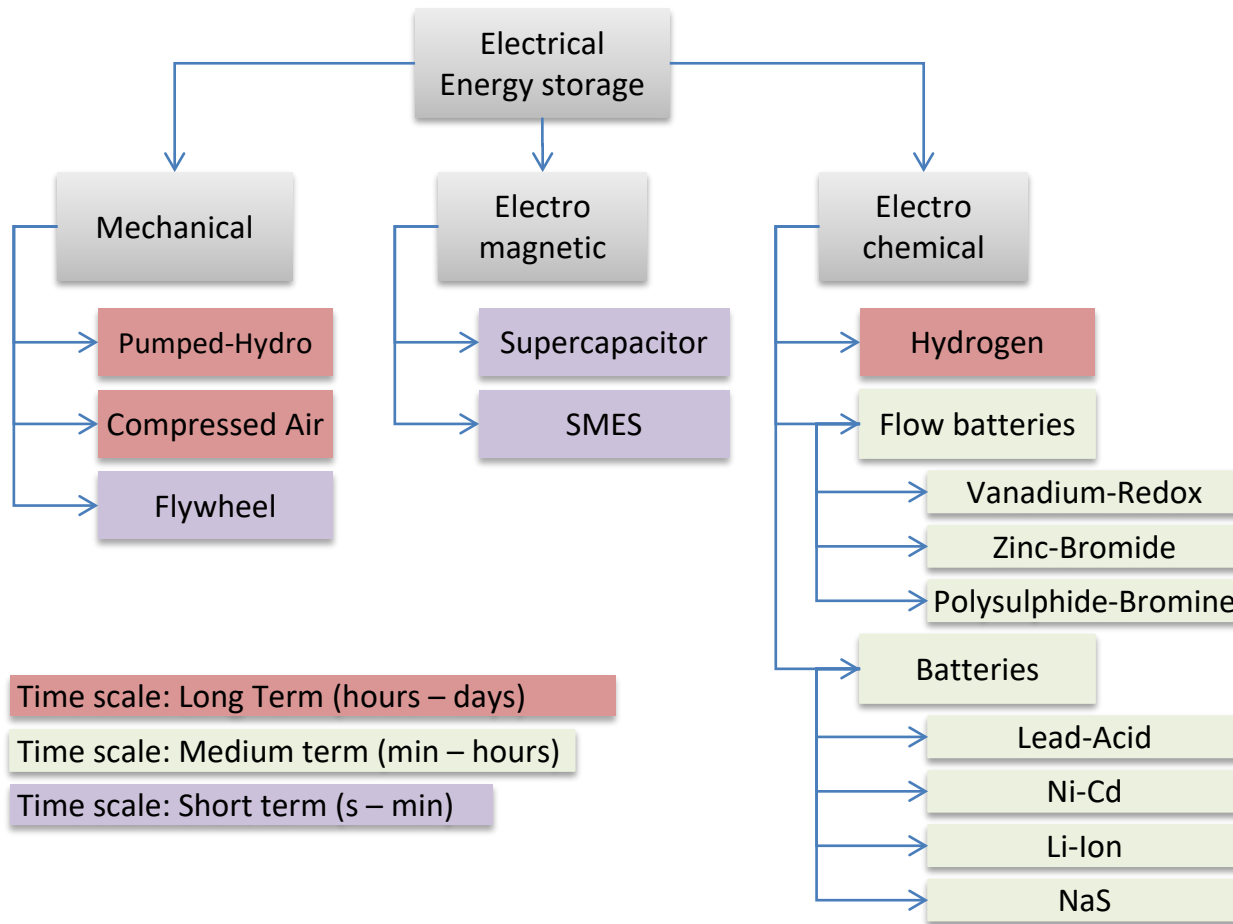 Electrical
Energy storage
Mechanical
Electro
magnetic
Electro
chemical
Pumped-Hydro
Compressed Air
Flywheel
Supercapacitor
SMES
Hydrogen
Flow batteries
Vanadium-Redox
Zinc-Bromide
Polysulphide-Bromine
Batteries
Lead-Acid
Ni-Cd
Li-Ion
NaS
Time scale: Long Term (hours – days)
Time scale: Medium term (min – hours)
Time scale: Short term (s – min)